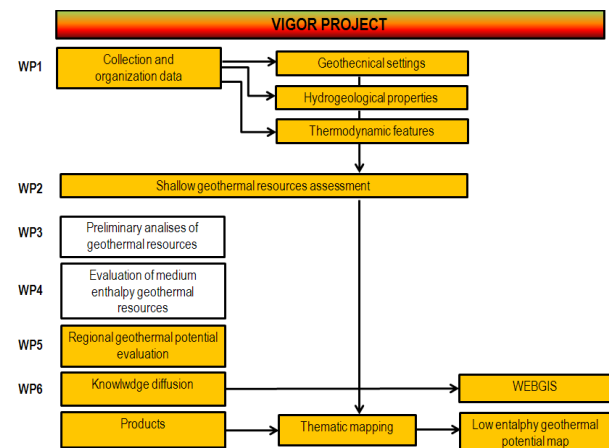 VIGOR PROJECT
WP1
Collection and
organization data
Geothecnical settings
Hydrogeological properties
Thermodynamic features
WP2
Shallow geothermal resources assessment
WP3
Preliminary analises of
geothermal resources
WP4
Evaluation of medium
enthalpy geothermal
resources
WP5
Regional geothermal potential
evaluation
WP6
Knowlwdge diffusion
WEBGIS
Products
Thematic mapping
Low entalphy geothermal
potential map